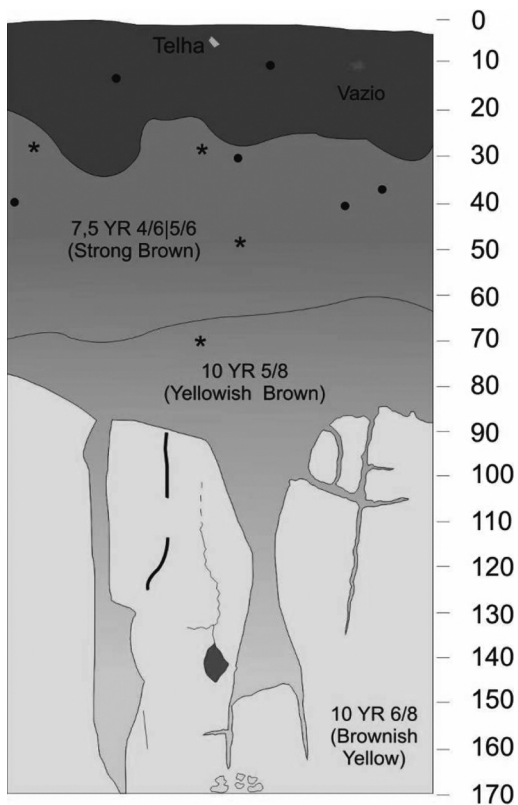 Telha
Vazio
7,5 YR 4/6|5/6
(Strong Brown)
10 YR 5/8
(Yellowish Brown)
10 YR 6/8
(Brownish
Yellow)
0
10
20
30
40
50
60
70
80
90
100
110
120
130
140
150
160
170